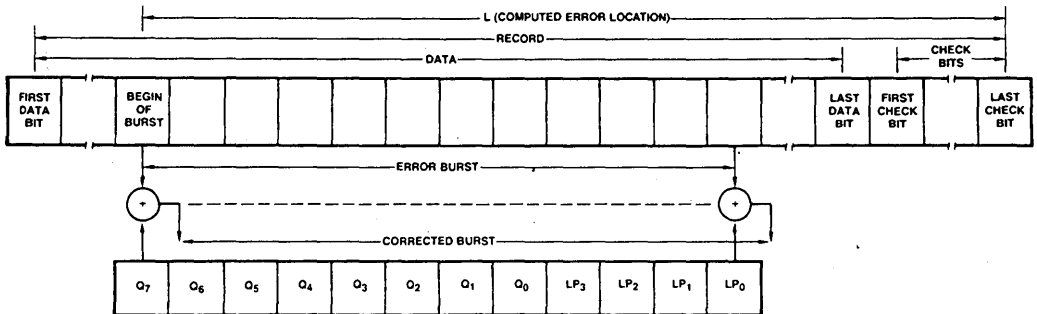 L (COMPUTED ERROR LOCATION)
RECORD
DATA
CHECK
BITS
FIRST
DATA
BIT
BEGIN
OF
BURST
LAST
DATA
BIT
FIRST
CHECK
BIT
LAST
CHECK
BIT
ERROR BURST
+
+
CORRECTED BURST
Q7 Q6 Q5 Q4 Q3 Q2 Q1 Q0 LP3 LP2 LP1 LP0